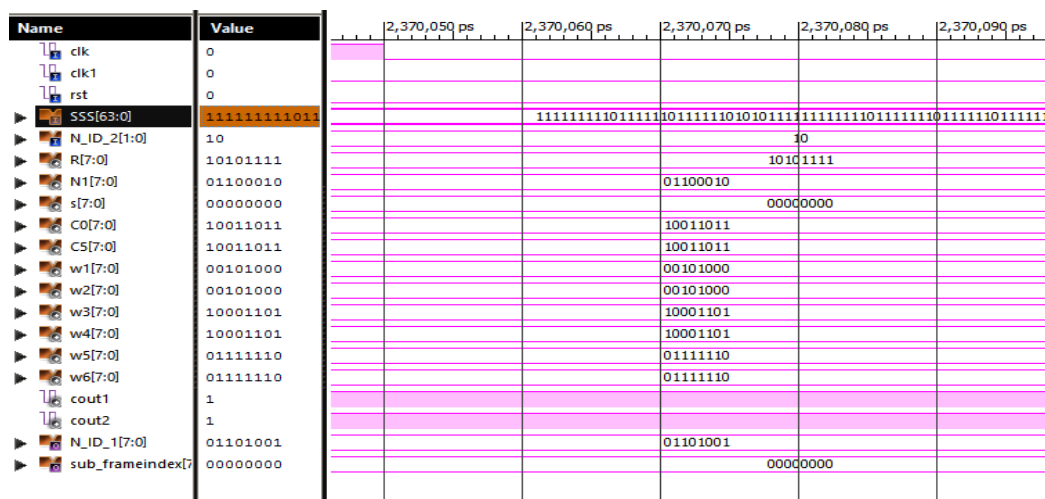 Name Value 2,370,050 ps 2,370,060 ps 2,370,070 ps 2,370,080 ps 2,370,090 ps
clk 0
clk1 0
rst 0
SSS[63:0] 111111111011
N_ID_2[1:0] 10 10
R[7:0] 10101111 10101111
N1[7:0] 01100010 01100010
s[7:0] 00000000 00000000
C0[7:0] 10011011 10011011
C5[7:0] 10011011 10011011
w1[7:0] 00101000 00101000
w2[7:0] 00101000 00101000
w3[7:0] 10001101 10001101
w4[7:0] 10001101 10001101
w5[7:0] 01111110 01111110
w6[7:0] 01111110 01111110
cout1 1
cout2 1
N_ID_1[7:0] 01101001 01101001
sub_frameindex[7 00000000 00000000